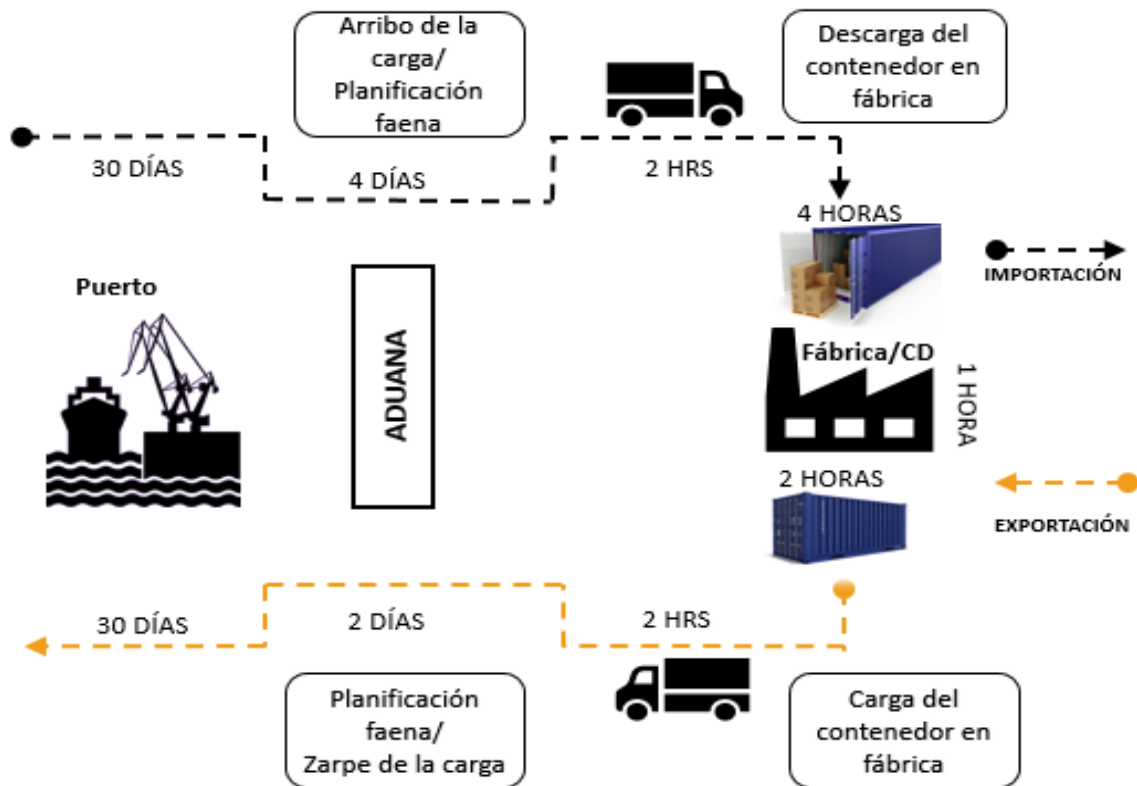 Arribo de la
carga/
Planificación
faena
Descarga del
contenedor en
fábrica
30 DÍAS
4 DÍAS
2 HRS
4 HORAS
IMPORTACIÓN
Puerto
ADUANA
Fábrica/CD
1 HORA
2 HORAS
EXPORTACIÓN
30 DÍAS
2 DÍAS
2 HRS
Planificación
faena/
Zarpe de la carga
Carga del
contenedor en
fábrica